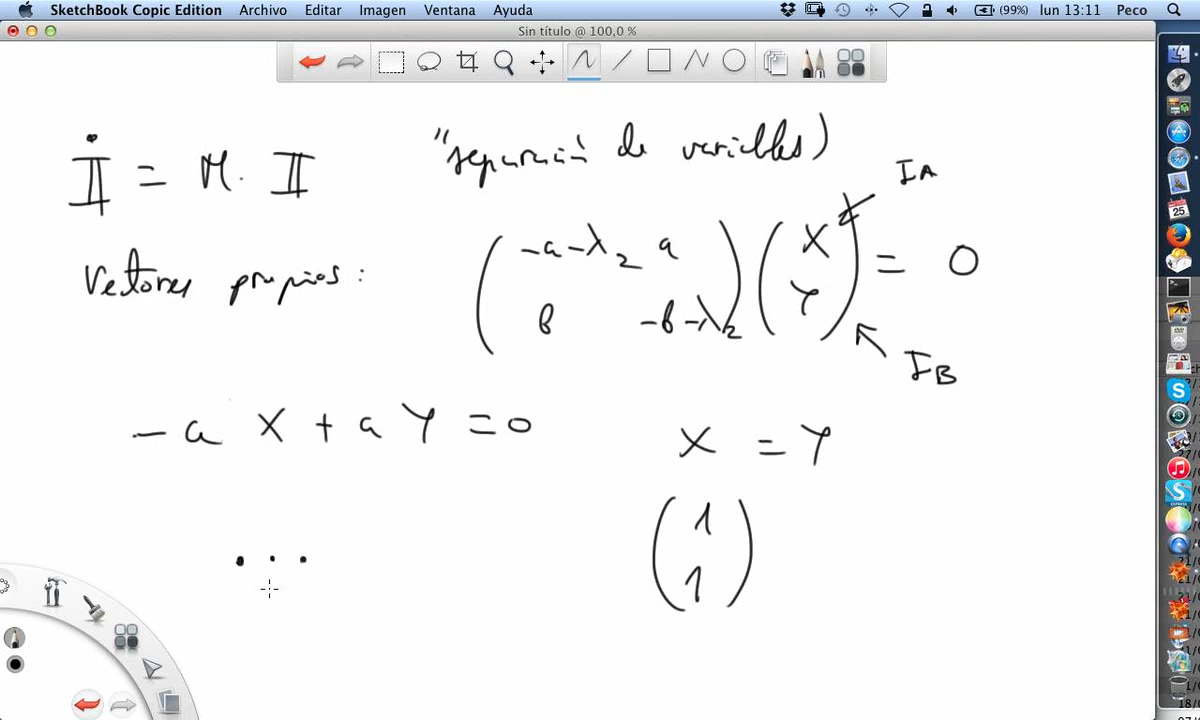 SketchBook Copic Edition Archivo Editar Imagen Ventana Ayuda (99%) lun 13:11 Peco
Sin título @ 100,0 %
İI = M. II "separación de variables)
IA
Vectores propios: ( -a-λ₂ a ) ( X ) = 0
( b -b-λ₂ ) ( Y )
IB
-a X + a Y = 0 X = Y
( 1 )
...
( 1 )